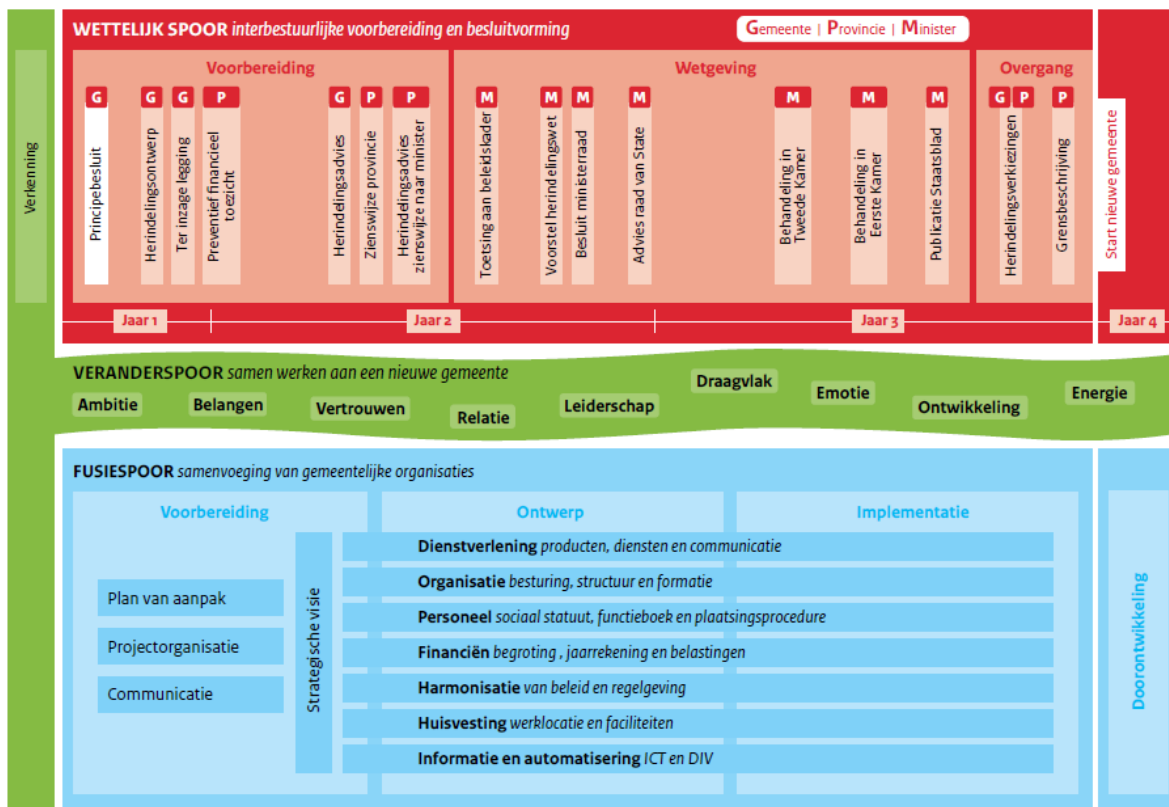 WETTELIJK SPOOR interbestuurlijke voorbereiding en besluitvorming
Gemeente | Provincie | Minister
Verkenning
Voorbereiding
G
Principebesluit
G
Herindelingsontwerp
G
Ter inzage legging
P
Preventief financieel
toezicht
G
Herindelingsadvies
P
Zienswijze provincie
P
Herindelingsadvies
zienswijze naar minister
Wetgeving
M
Toetsing aan beleidskader
M
Voorstel herindelingswet
M
Besluit ministerraad
M
Advies raad van State
M
Behandeling in
Tweede Kamer
M
Behandeling in
Eerste Kamer
M
Publicatie Staatsblad
Overgang
G P
Herindelingsverkiezingen
P
Grensbeschrijving
Start nieuwe gemeente
Jaar 1
Jaar 2
Jaar 3
Jaar 4
VERANDERSPOOR samen werken aan een nieuwe gemeente
Ambitie
Belangen
Vertrouwen
Relatie
Leiderschap
Draagvlak
Emotie
Ontwikkeling
Energie
FUSIESPOOR samenvoeging van gemeentelijke organisaties
Voorbereiding
Plan van aanpak
Projectorganisatie
Communicatie
Strategische visie
Ontwerp
Implementatie
Dienstverlening producten, diensten en communicatie
Organisatie besturing, structuur en formatie
Personeel sociaal statuut, functieboek en plaatsingsprocedure
Financiën begroting , jaarrekening en belastingen
Harmonisatie van beleid en regelgeving
Huisvesting werklocatie en faciliteiten
Informatie en automatisering ICT en DIV
Doorontwikkeling